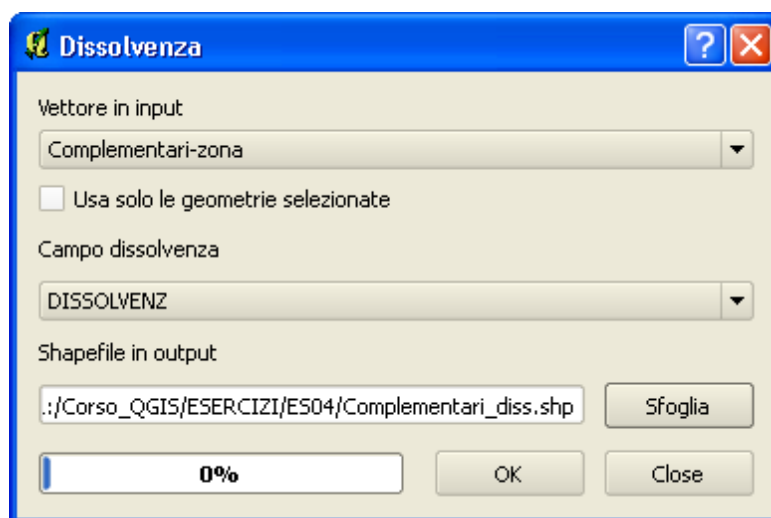 Dissolvenza
Vettore in input
Complementari-zona
Usa solo le geometrie selezionate
Campo dissolvenza
DISSOLVENZ
Shapefile in output
.:/Corso_QGIS/ESERCIZI/ES04/Complementari_diss.shp
Sfoglia
0%
OK
Close